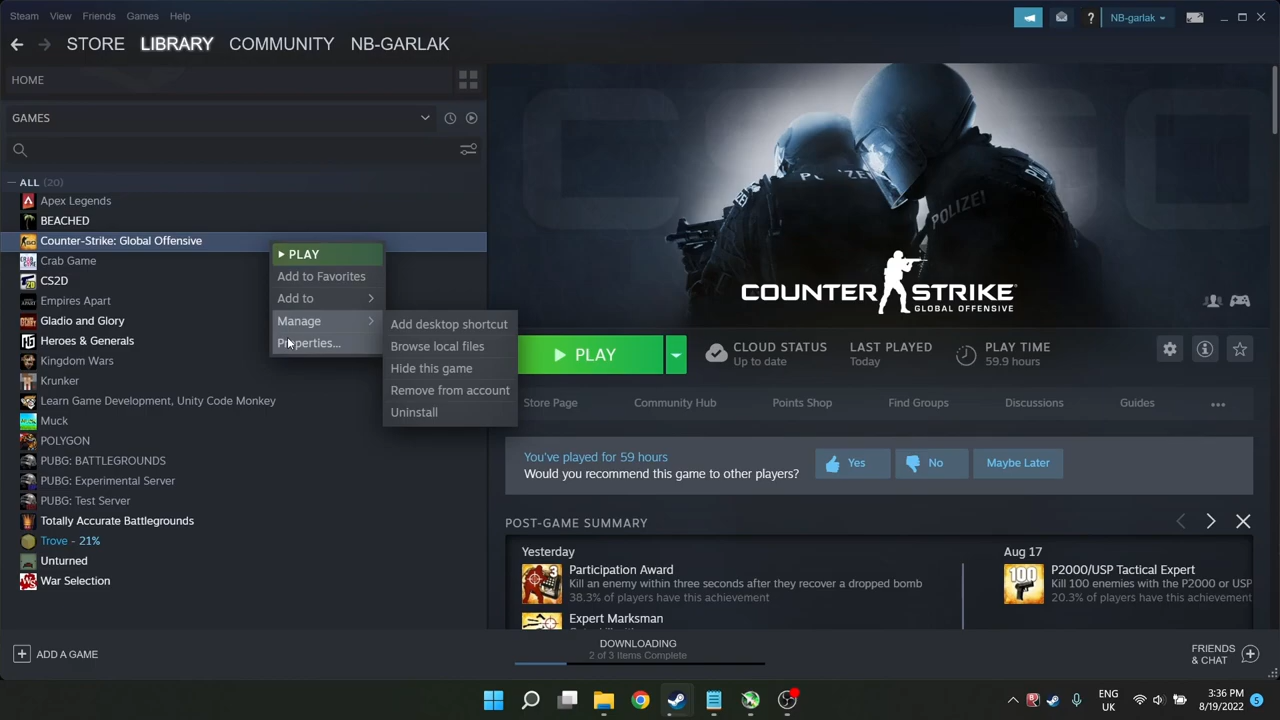 Steam View Friends Games Help
NB-garlak
STORE LIBRARY COMMUNITY NB-GARLAK
HOME
GAMES
ALL (20)
Apex Legends
BEACHED
Counter-Strike: Global Offensive
Crab Game
CS2D
Empires Apart
Gladio and Glory
Heroes & Generals
Kingdom Wars
Krunker
Learn Game Development, Unity Code Monkey
Muck
POLYGON
PUBG: BATTLEGROUNDS
PUBG: Experimental Server
PUBG: Test Server
Totally Accurate Battlegrounds
Trove - 21%
Unturned
War Selection
ADD A GAME
PLAY
Add to Favorites
Add to
Manage
Properties...
Add desktop shortcut
Browse local files
Hide this game
Remove from account
Uninstall
POLIZEI
POLIZEI
COUNTER STRIKE
GLOBAL OFFENSIVE
PLAY
CLOUD STATUS
Up to date
LAST PLAYED
Today
PLAY TIME
59.9 hours
Store Page Community Hub Points Shop Find Groups Discussions Guides
You've played for 59 hours
Would you recommend this game to other players?
Yes No Maybe Later
POST-GAME SUMMARY
Yesterday
Participation Award
Kill an enemy within three seconds after they recover a dropped bomb
38.3% of players have this achievement
Expert Marksman
Aug 17
100
P2000/USP Tactical Expert
Kill 100 enemies with the P2000 or USP
20.3% of players have this achievement
DOWNLOADING
2 of 3 Items Complete
FRIENDS
& CHAT
ENG
UK
3:36 PM
8/19/2022
5